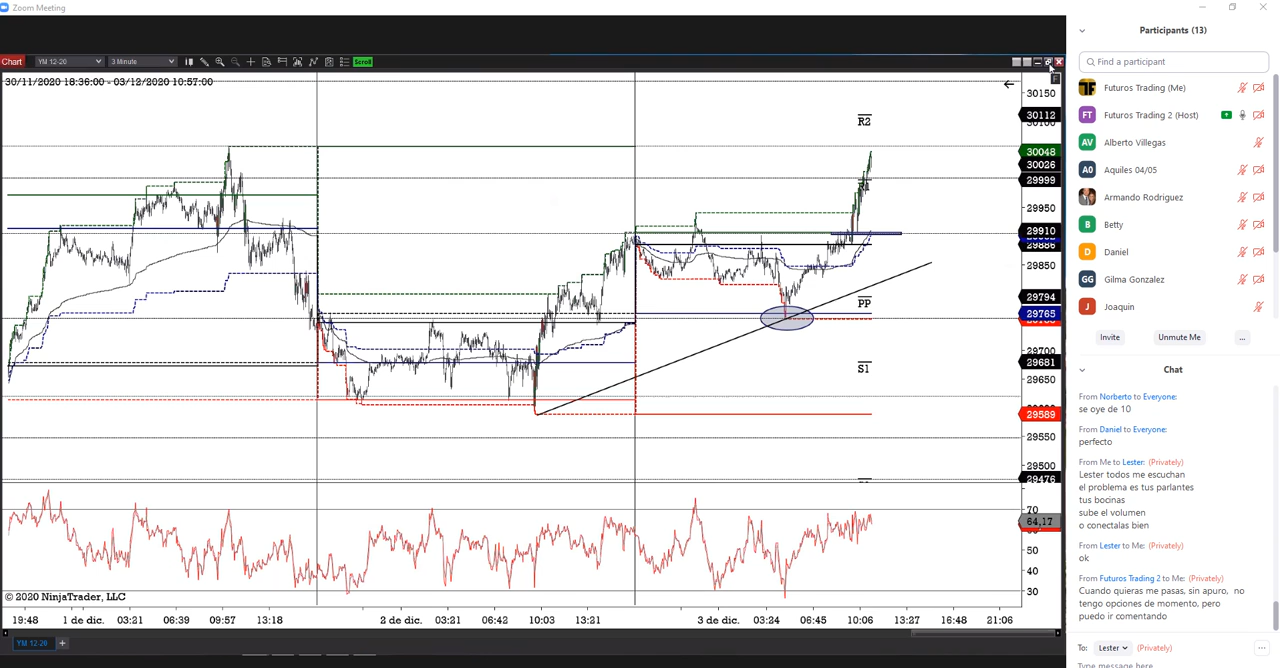 Zoom Meeting
Chart YM 12-20 3 Minute Scroll
30/11/2020 18:36:00 - 03/12/2020 10:57:00
F
30150
30112
R2
30048
30026
29999
29950
29910
29886
29850
29794
PP
29765
29700
29681
S1
29650
29589
29550
29500
29476
70
64,17
50
40
30
© 2020 NinjaTrader, LLC
19:48 1 de dic. 03:21 06:39 09:57 13:18 2 de dic. 03:21 06:42 10:03 13:21 3 de dic. 03:24 06:45 10:06 13:27 16:48 21:06
YM 12-20 +
Participants (13)
Find a participant
Futuros Trading (Me)
FT Futuros Trading 2 (Host)
AV Alberto Villegas
A0 Aquiles 04/05
Armando Rodriguez
B Betty
D Daniel
GG Gilma Gonzalez
J Joaquin
Invite Unmute Me ...
Chat
From Norberto to Everyone:
se oye de 10
From Daniel to Everyone:
perfecto
From Me to Lester: (Privately)
Lester todos me escuchan
el problema es tus parlantes
tus bocinas
sube el volumen
o conectalas bien
From Lester to Me: (Privately)
ok
From Futuros Trading 2 to Me: (Privately)
Cuando quieras me pasas, sin apuro, no
tengo opciones de momento, pero
puedo ir comentando
To: Lester (Privately) ...
Type message here